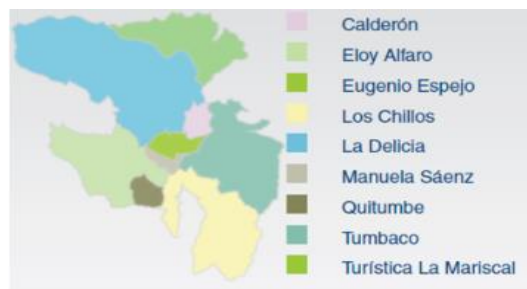 Calderón
Eloy Alfaro
Eugenio Espejo
Los Chillos
La Delicia
Manuela Sáenz
Quitumbe
Tumbaco
Turística La Mariscal